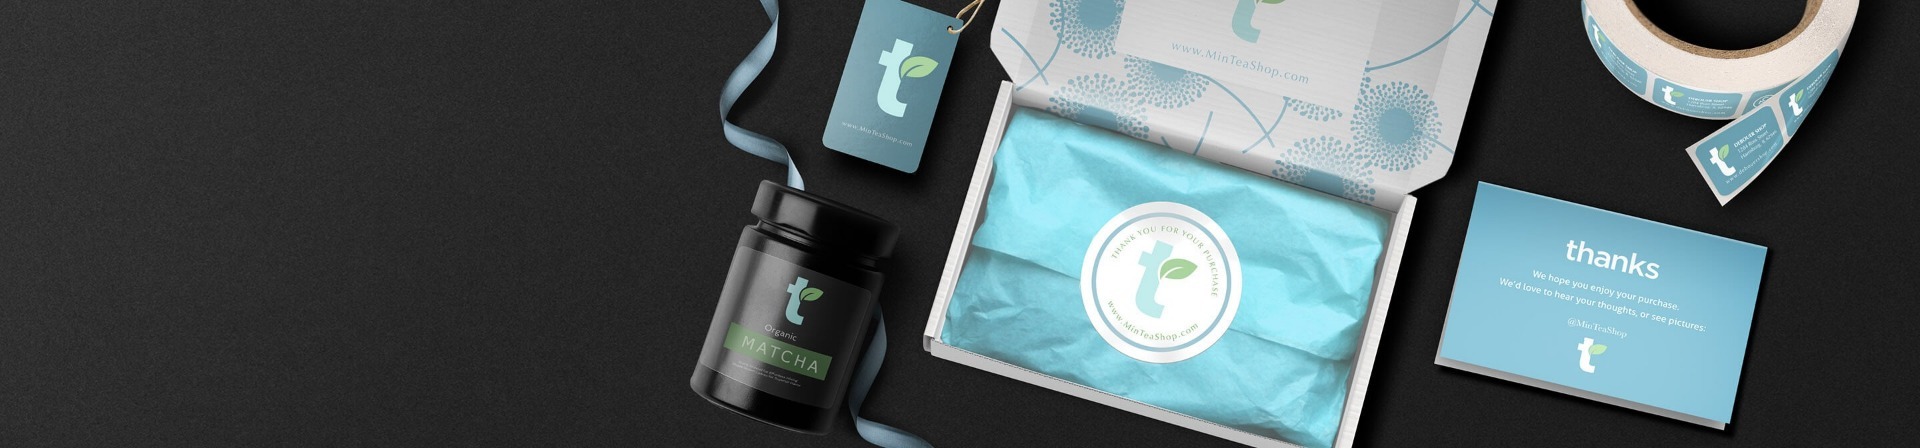 t
www.MinTeaShop.com
t
www.MinTeaShop.com
t
Organic
MATCHA
THANK YOU FOR YOUR PURCHASE
t
www.MinTeaShop.com
thanks
We hope you enjoy your purchase.
We'd love to hear your thoughts, or see pictures:
@MinTeaShop
t
t
t